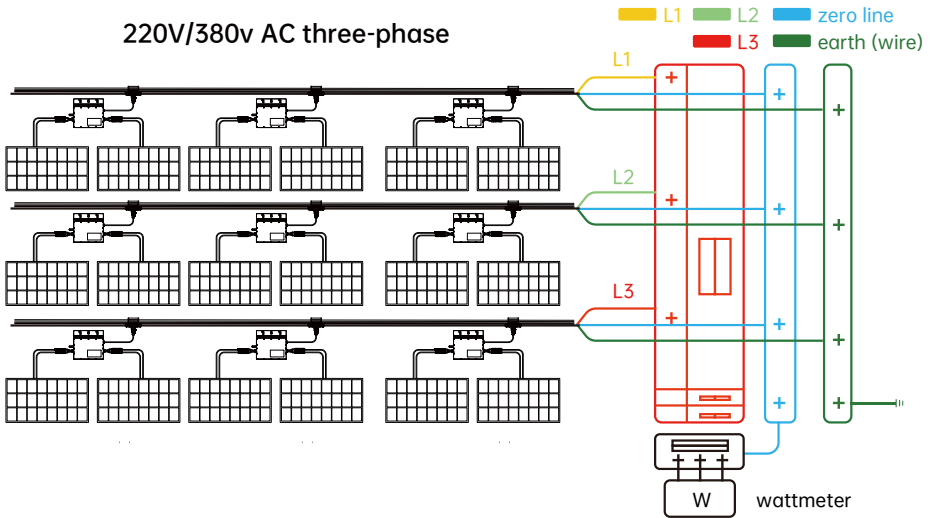 220V/380v AC three-phase
L1 L2 zero line
L3 earth (wire)
L1
L2
L3
W
wattmeter